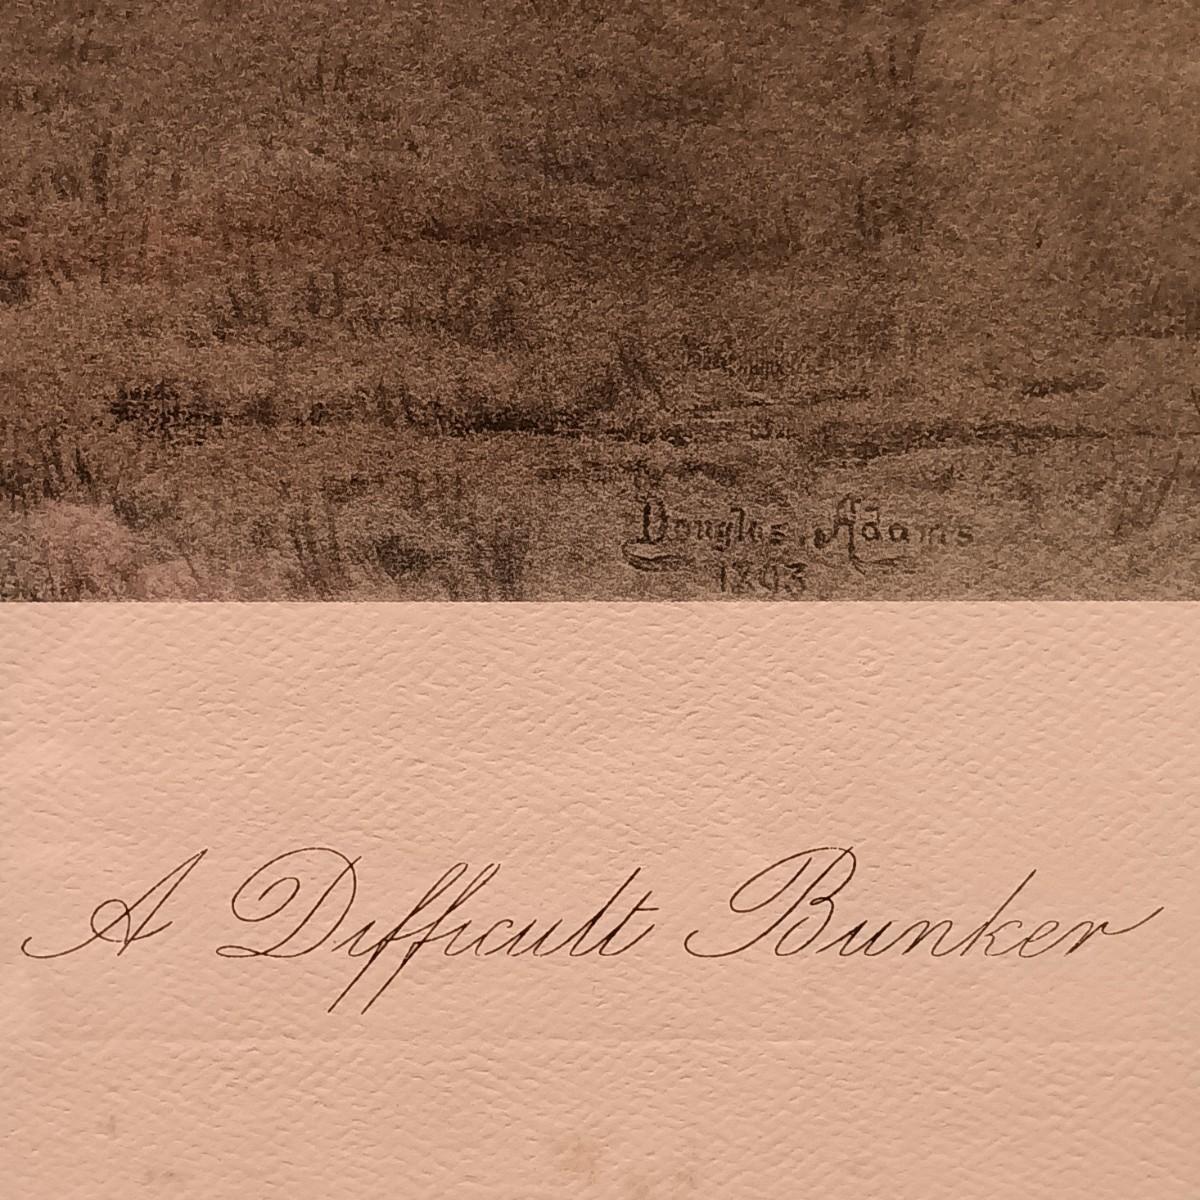 Douglas. Adams
1893
A Difficult Bunker